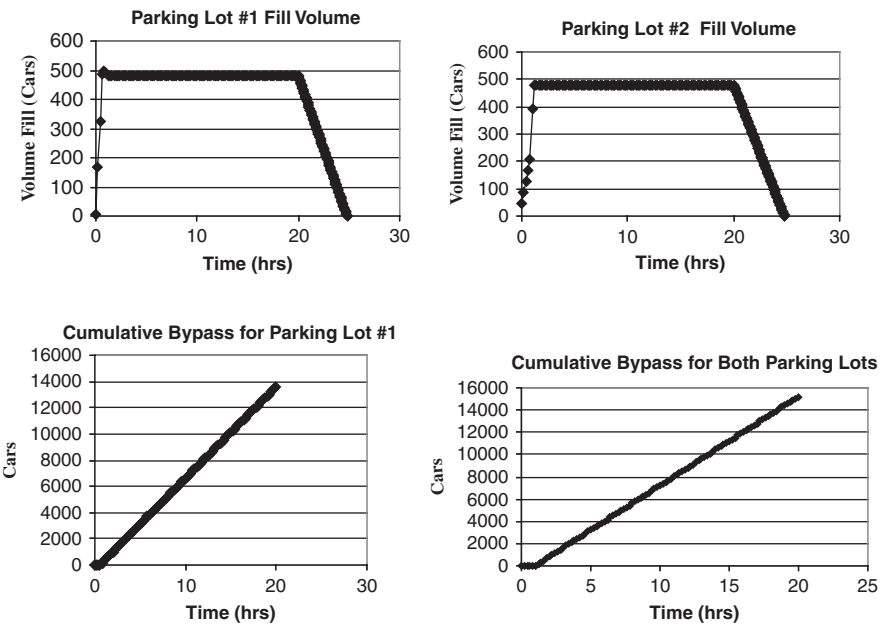 Parking Lot #1 Fill Volume
600
500
400
300
200
100
0
Volume Fill (Cars)
0 10 20 30
Time (hrs)
Parking Lot #2 Fill Volume
600
500
400
300
200
100
0
Volume Fill (Cars)
0 10 20 30
Time (hrs)
Cumulative Bypass for Parking Lot #1
16000
14000
12000
10000
8000
6000
4000
2000
0
Cars
0 10 20 30
Time (hrs)
Cumulative Bypass for Both Parking Lots
16000
14000
12000
10000
8000
6000
4000
2000
0
Cars
0 5 10 15 20 25
Time (hrs)